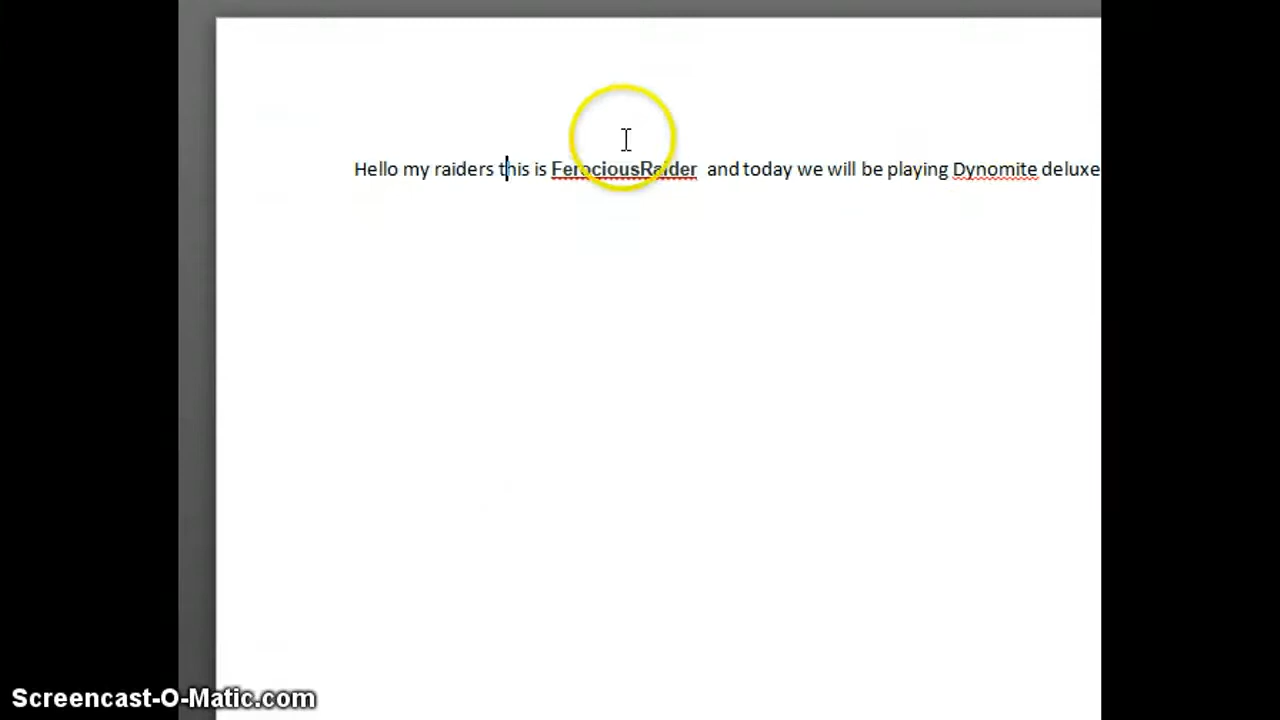 Hello my raiders this is FerociousRaider  and today we will be playing Dynomite deluxe
Screencast-O-Matic.com